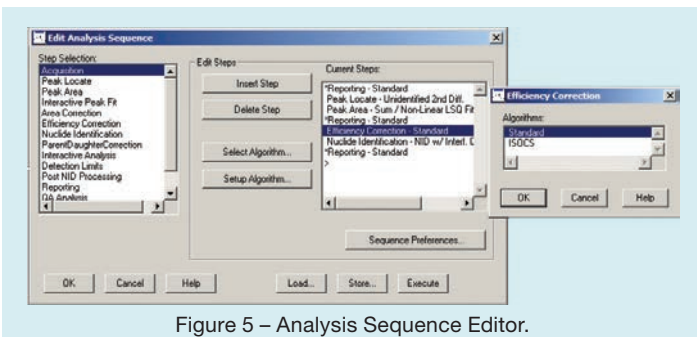 Edit Analysis Sequence
Step Selection:
Acquisition
Peak Locate
Peak Area
Interactive Peak Fit
Area Correction
Efficiency Correction
Nuclide Identification
ParentDaughterCorrection
Interactive Analysis
Detection Limits
Post NID Processing
Reporting
QA Analysis
Edit Steps
Insert Step
Delete Step
Select Algorithm...
Setup Algorithm...
Current Steps:
*Reporting - Standard
Peak Locate - Unidentified 2nd Diff.
Peak Area - Sum / Non-Linear LSQ Fit
*Reporting - Standard
Efficiency Correction - Standard
Nuclide Identification - NID w/ Interf. C
*Reporting - Standard
>
Sequence Preferences...
OK
Cancel
Help
Load...
Store...
Execute
Efficiency Correction
Algorithms:
Standard
ISOCS
OK
Cancel
Help
Figure 5 – Analysis Sequence Editor.